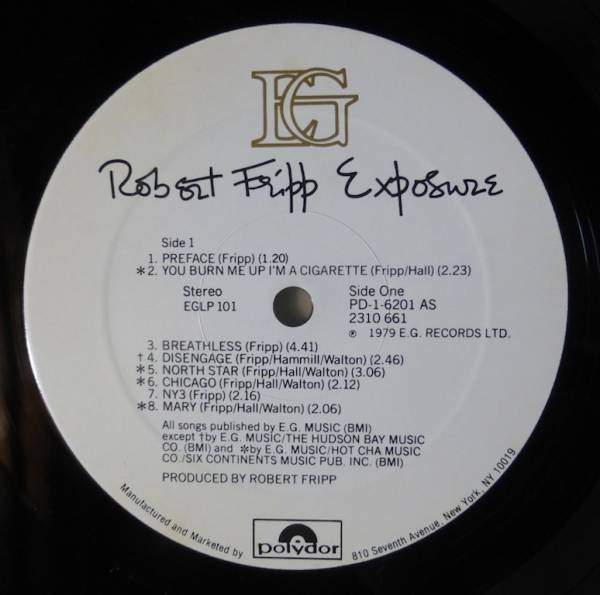 EG
Robert Fripp Exposure
Side 1
1. PREFACE (Fripp) (1.20)
*2. YOU BURN ME UP I'M A CIGARETTE (Fripp/Hall) (2.23)
Stereo
EGLP 101
Side One
PD-1-6201 AS
2310 661
℗ 1979 E.G. RECORDS LTD.
3. BREATHLESS (Fripp) (4.41)
†4. DISENGAGE (Fripp/Hammill/Walton) (2.46)
*5. NORTH STAR (Fripp/Hall/Walton) (3.06)
*6. CHICAGO (Fripp/Hall/Walton) (2.12)
7. NY3 (Fripp) (2.16)
*8. MARY (Fripp/Hall/Walton) (2.06)
All songs published by E.G. MUSIC (BMI)
except †by E.G. MUSIC/THE HUDSON BAY MUSIC
CO. (BMI) and *by E.G. MUSIC/HOT CHA MUSIC
CO./SIX CONTINENTS MUSIC PUB. INC. (BMI)
PRODUCED BY ROBERT FRIPP
Manufactured and Marketed by
polydor
810 Seventh Avenue, New York, NY 10019